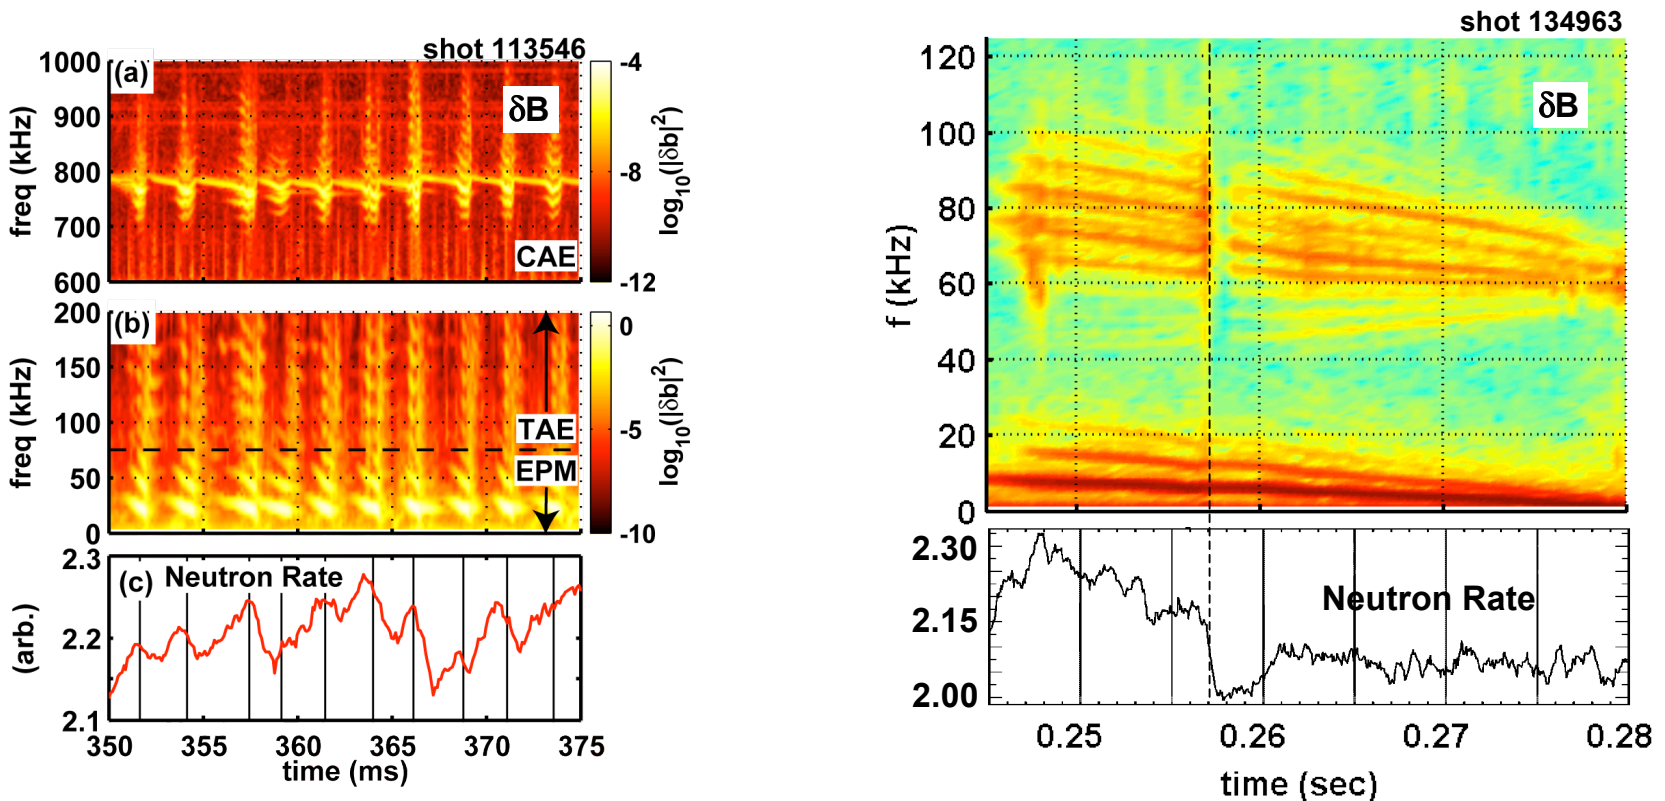 shot 113546
(a)
1000
900
800
700
600
freq (kHz)
δB
CAE
-4
-8
-12
log10(|δB|²)
(b)
200
150
100
50
0
freq (kHz)
TAE
EPM
0
-5
-10
log10(|δb|²)
(c) Neutron Rate
2.3
2.2
2.1
(arb.)
350 355 360 365 370 375
time (ms)
shot 134963
120
100
80
60
40
20
0
f (kHz)
δB
2.30
2.15
2.00
Neutron Rate
0.25 0.26 0.27 0.28
time (sec)